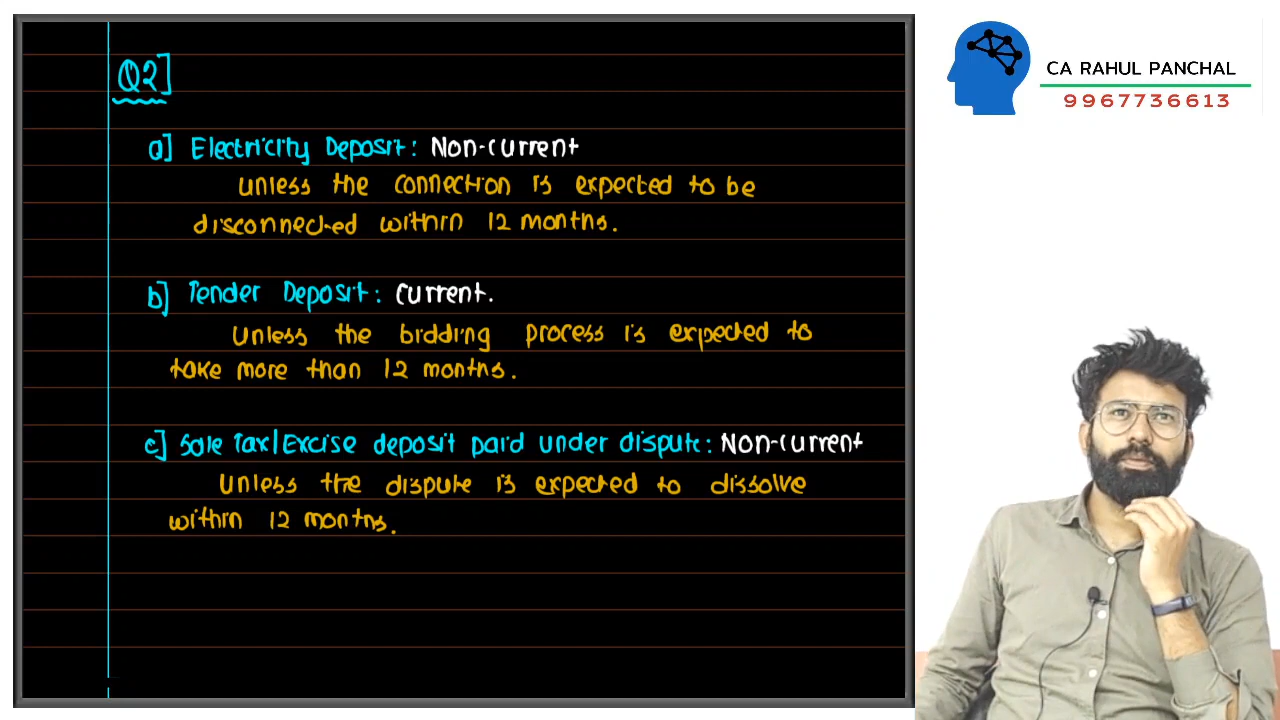 Q2]
a] Electricity Deposit: Non-current
unless the connection is expected to be
disconnected within 12 months.
b] Tender Deposit: current.
Unless the bidding process is expected to
take more than 12 months.
c] Sale Tax/Excise deposit paid under dispute: Non-current
Unless the dispute is expected to dissolve
within 12 months.
CA RAHUL PANCHAL
9967736613